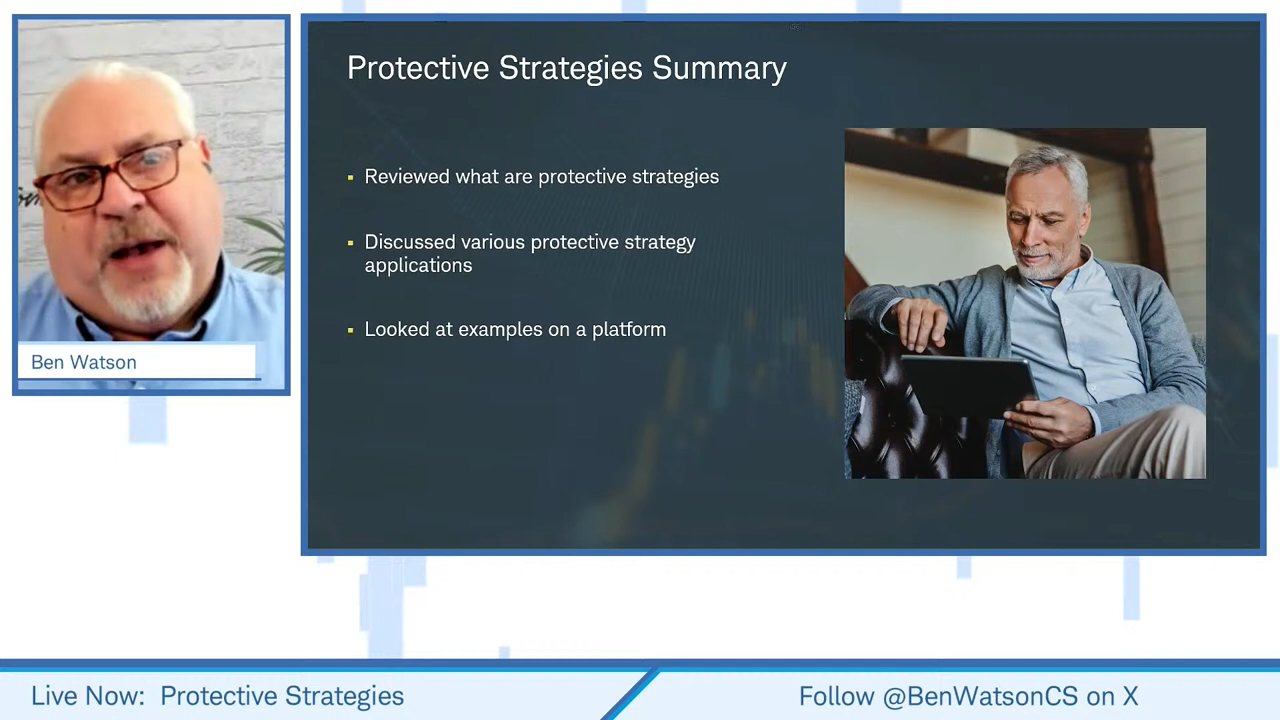 Protective Strategies Summary
Reviewed what are protective strategies
Discussed various protective strategy
applications
Looked at examples on a platform
Ben Watson
Live Now: Protective Strategies
Follow @BenWatsonCS on X